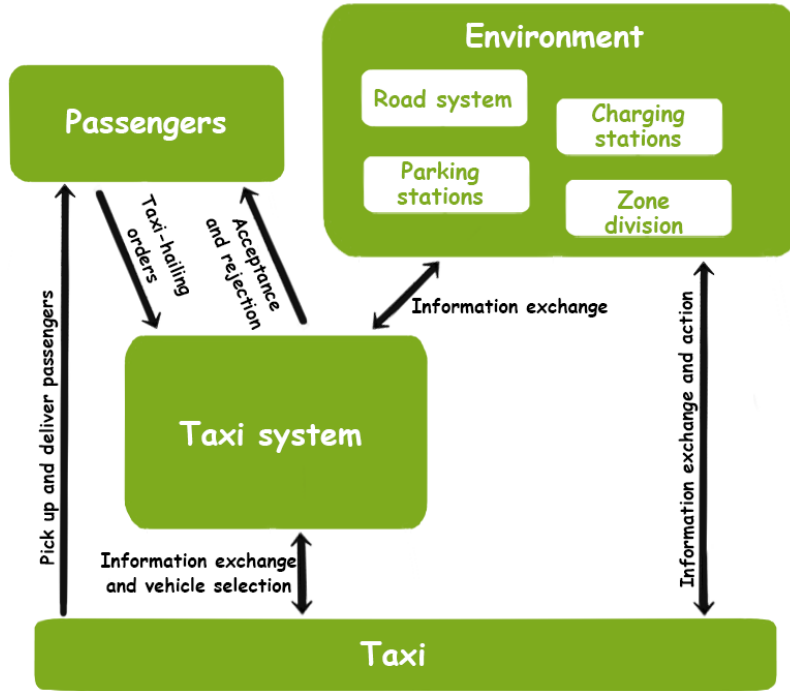 Environment
Road system
Charging
stations
Parking
stations
Zone
division
Passengers
Taxi-hailing
orders
Acceptance
and rejection
Information exchange
Pick up and deliver passengers
Taxi system
Information exchange and action
Information exchange
and vehicle selection
Taxi